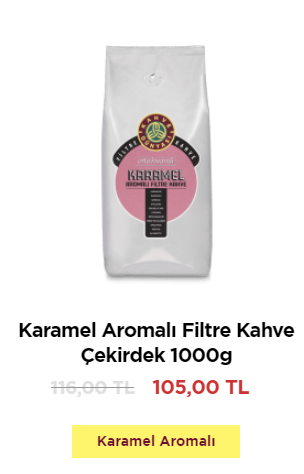 KAHVE
DÜNYASI
FİLTRE KAHVE
KARAMEL
AROMALI FİLTRE KAHVE
Karamel Aromalı Filtre Kahve
Çekirdek 1000g
116,00 TL 105,00 TL
Karamel Aromalı